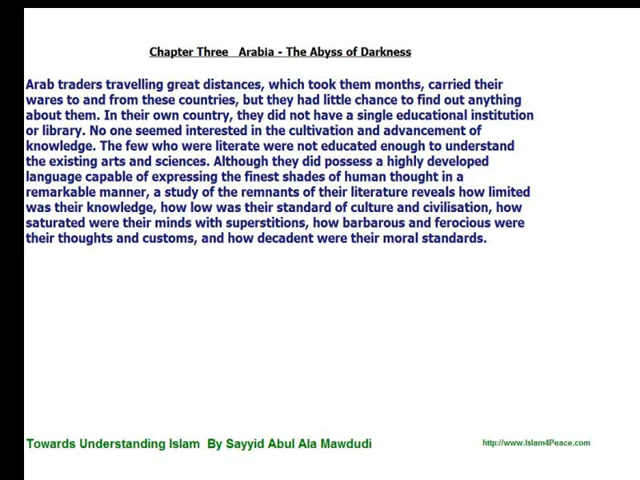 Chapter Three   Arabia - The Abyss of Darkness
Arab traders travelling great distances, which took them months, carried their
wares to and from these countries, but they had little chance to find out anything
about them. In their own country, they did not have a single educational institution
or library. No one seemed interested in the cultivation and advancement of
knowledge. The few who were literate were not educated enough to understand
the existing arts and sciences. Although they did possess a highly developed
language capable of expressing the finest shades of human thought in a
remarkable manner, a study of the remnants of their literature reveals how limited
was their knowledge, how low was their standard of culture and civilisation, how
saturated were their minds with superstitions, how barbarous and ferocious were
their thoughts and customs, and how decadent were their moral standards.
Towards Understanding Islam  By Sayyid Abul Ala Mawdudi
http://www.Islam4Peace.com